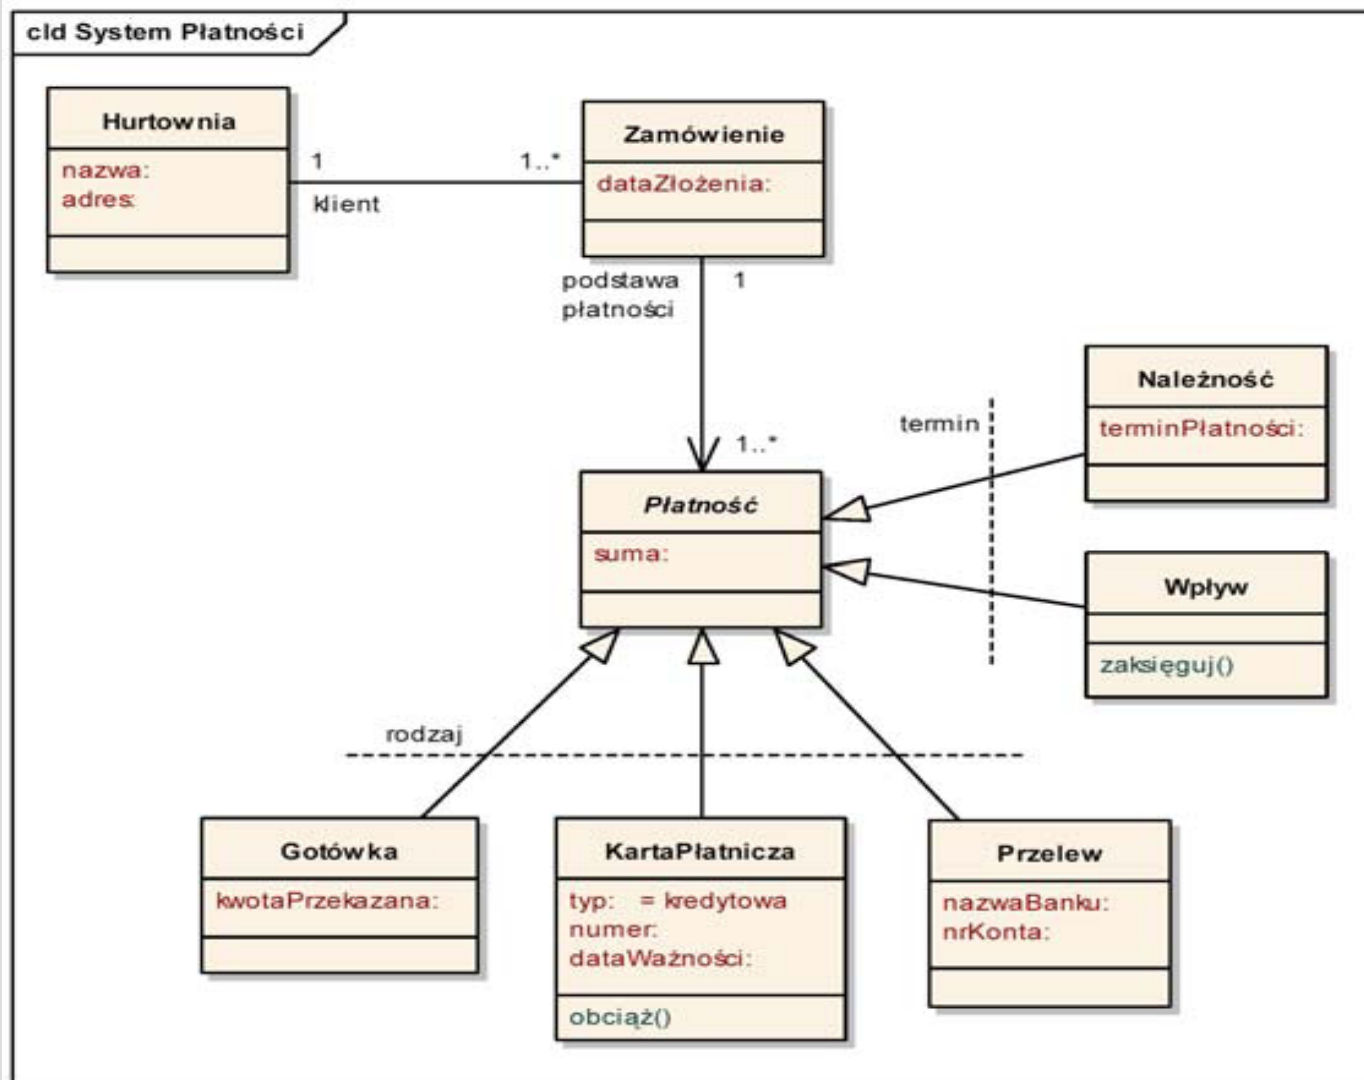 cld System Płatności
Hurtownia
nazwa:
adres:
1
klient
1..*
Zamówienie
dataZłożenia:
podstawa
płatności
1
1..*
Płatność
suma:
termin
Należność
terminPłatności:
Wpływ
zaksięguj()
rodzaj
Gotówka
kwotaPrzekazana:
KartaPłatnicza
typ: = kredytowa
numer:
dataWażności:
obciąż()
Przelew
nazwaBanku:
nrKonta: